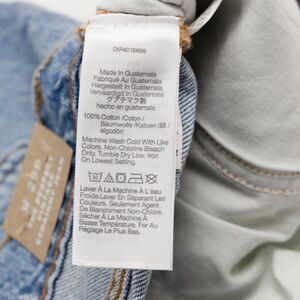 Made In Guatemala
Fabriqué Au Guatemala
Hergestellt In Guatemala
Vervaardigd In Guatemala
グアテマラ製
hecho en guatemala
100% Cotton / Coton /
Baumwolle / Katoen / 綿 /
algodón
Machine Wash Cold With Like
Colors. Non-Chlorine Bleach
Only. Tumble Dry Low. Iron
On Lowest Setting.
Laver À La Machine À L'eau
Froide. Laver En Séparant Les
Couleurs. Seulement Agent
De Blanchiment Non-Chloré.
Sécher À La Machine À
Basse Température. Fer Au
Réglage Le Plus Bas.